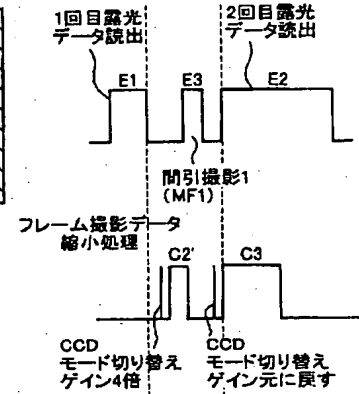 1回目露光
データ読出
2回目露光
データ読出
E1
E3
E2
間引撮影1
(MF1)
フレーム撮影データ
縮小処理
C2'
C3
CCD
モード切り替え
ゲイン4倍
CCD
モード切り替え
ゲイン元に戻す